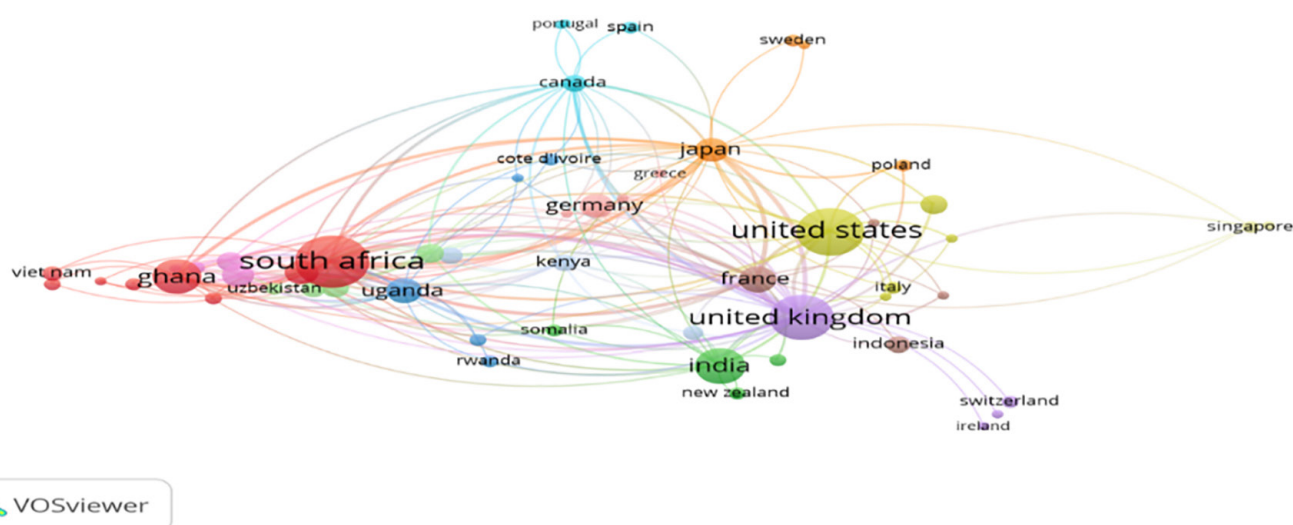 portugal
spain
sweden
canada
japan
cote d'ivoire
greece
poland
germany
united states
singapore
south africa
kenya
viet nam
ghana
france
uzbekistan
uganda
italy
united kingdom
somalia
indonesia
rwanda
india
new zealand
switzerland
ireland
VOSviewer